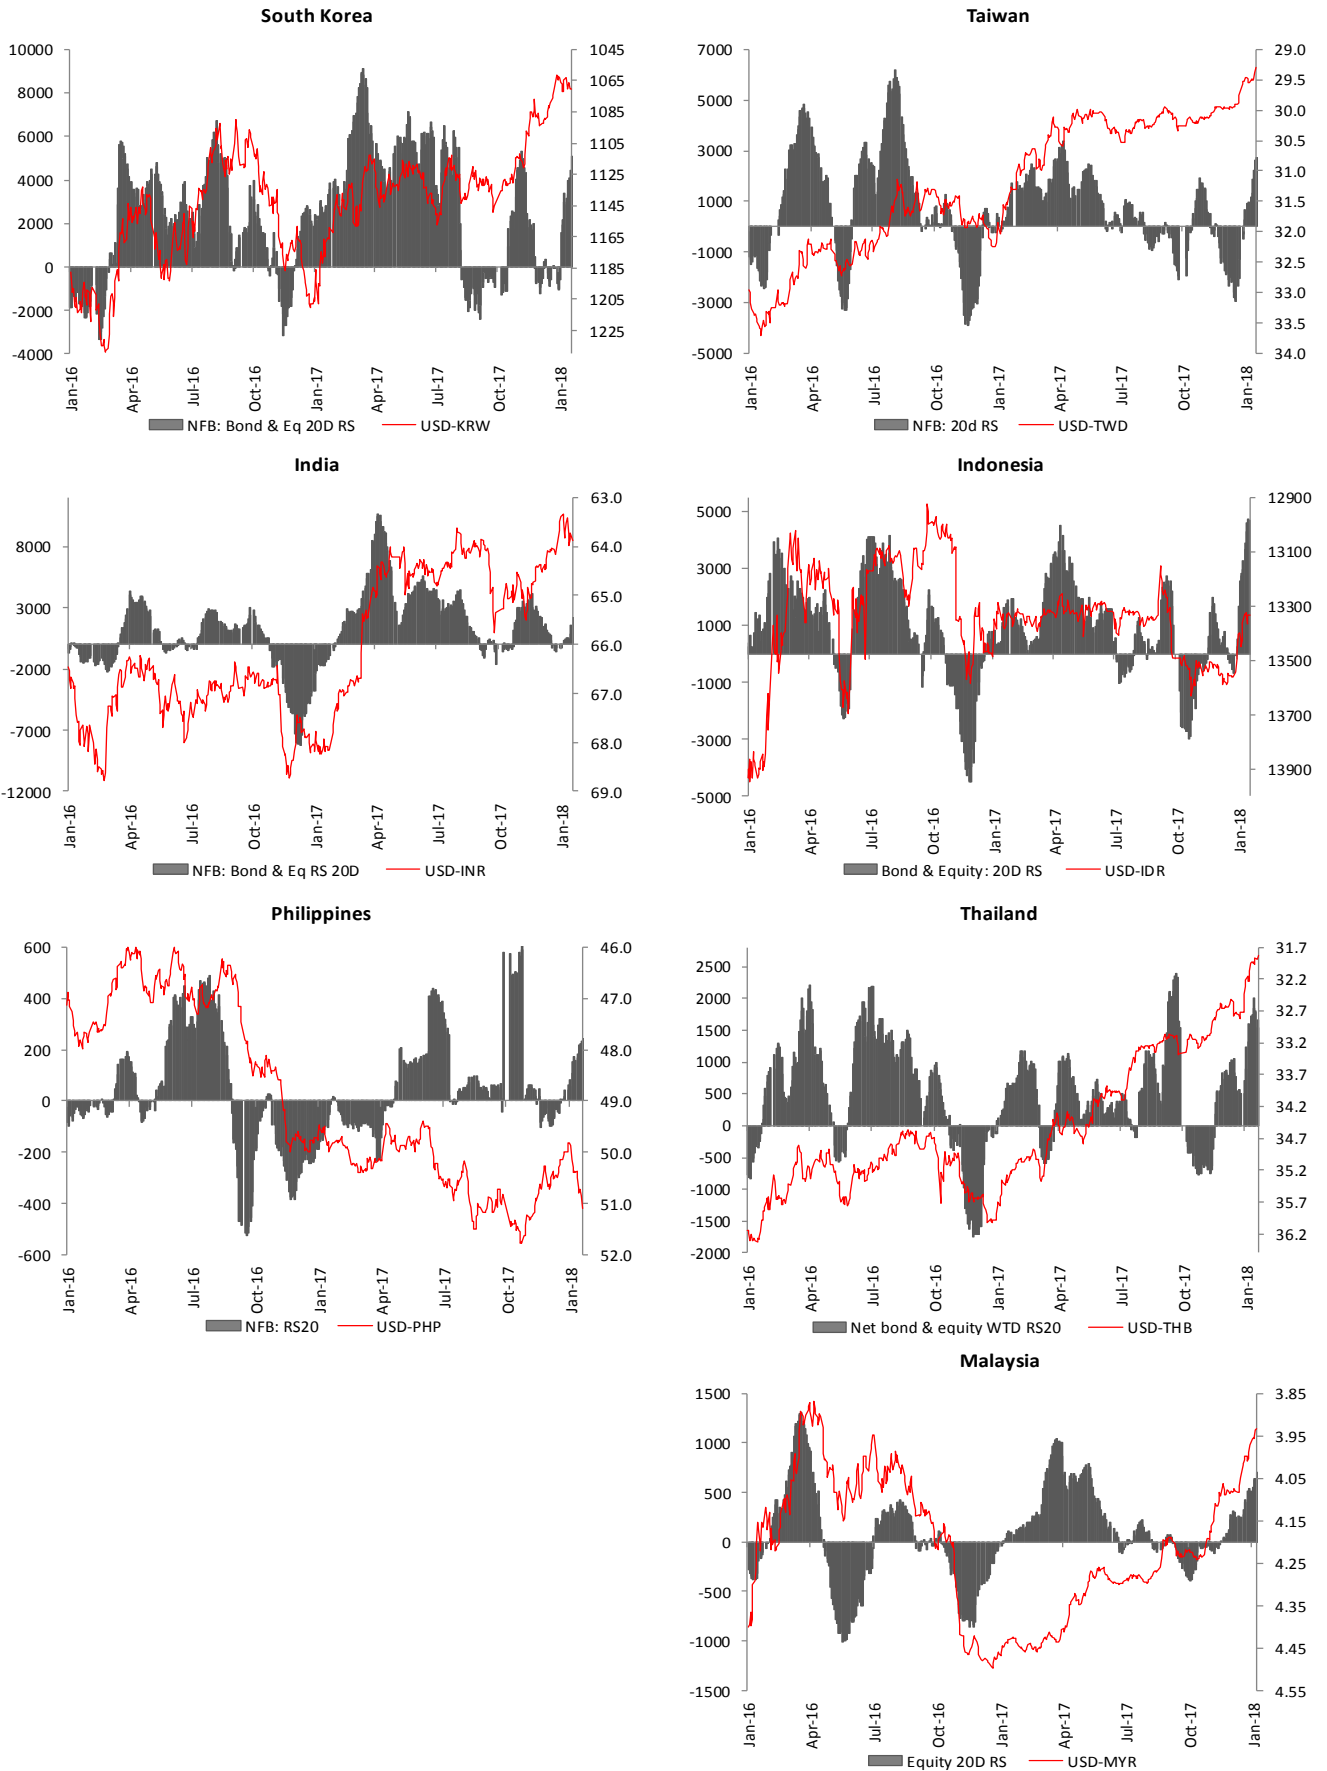 South Korea
10000
8000
6000
4000
2000
0
-2000
-4000
1045
1065
1085
1105
1125
1145
1165
1185
1205
1225
Jan-16
Apr-16
Jul-16
Oct-16
Jan-17
Apr-17
Jul-17
Oct-17
Jan-18
NFB: Bond & Eq 20D RS USD-KRW
Taiwan
7000
5000
3000
1000
-1000
-3000
-5000
29.0
29.5
30.0
30.5
31.0
31.5
32.0
32.5
33.0
33.5
34.0
Jan-16
Apr-16
Jul-16
Oct-16
Jan-17
Apr-17
Jul-17
Oct-17
Jan-18
NFB: 20d RS USD-TWD
India
8000
3000
-2000
-7000
-12000
63.0
64.0
65.0
66.0
67.0
68.0
69.0
Jan-16
Apr-16
Jul-16
Oct-16
Jan-17
Apr-17
Jul-17
Oct-17
Jan-18
NFB: Bond & Eq RS 20D USD-INR
Indonesia
5000
3000
1000
-1000
-3000
-5000
12900
13100
13300
13500
13700
13900
Jan-16
Apr-16
Jul-16
Oct-16
Jan-17
Apr-17
Jul-17
Oct-17
Jan-18
Bond & Equity: 20D RS USD-IDR
Philippines
600
400
200
0
-200
-400
-600
46.0
47.0
48.0
49.0
50.0
51.0
52.0
Jan-16
Apr-16
Jul-16
Oct-16
Jan-17
Apr-17
Jul-17
Oct-17
Jan-18
NFB: RS20 USD-PHP
Thailand
2500
2000
1500
1000
500
0
-500
-1000
-1500
-2000
31.7
32.2
32.7
33.2
33.7
34.2
34.7
35.2
35.7
36.2
Jan-16
Apr-16
Jul-16
Oct-16
Jan-17
Apr-17
Jul-17
Oct-17
Jan-18
Net bond & equity WTD RS20 USD-THB
Malaysia
1500
1000
500
0
-500
-1000
-1500
3.85
3.95
4.05
4.15
4.25
4.35
4.45
4.55
Jan-16
Apr-16
Jul-16
Oct-16
Jan-17
Apr-17
Jul-17
Oct-17
Jan-18
Equity 20D RS USD-MYR